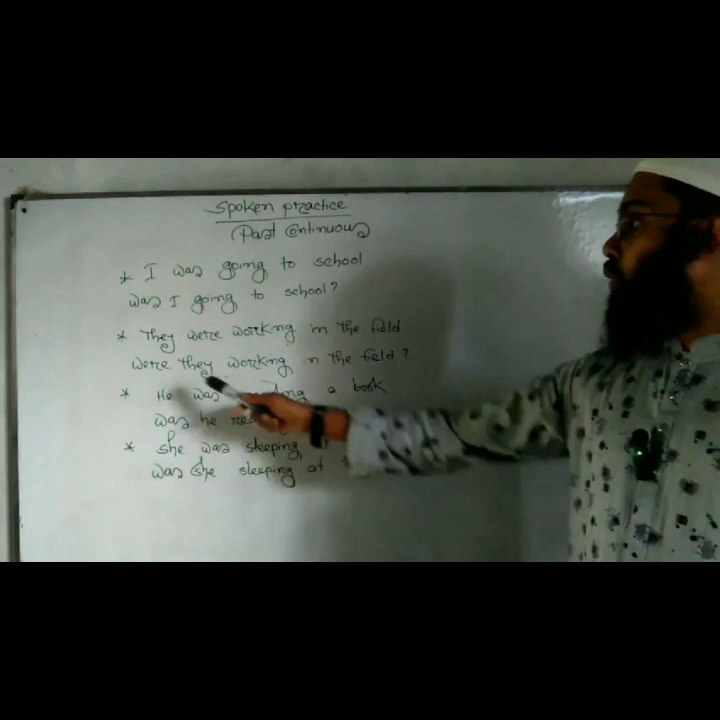 Spoken practice
Past Continuous
* I was going to school
was I going to school?
* They were working in the field
were they working in the field?
* He was a book
was he
* she was sleeping
was she sleeping at